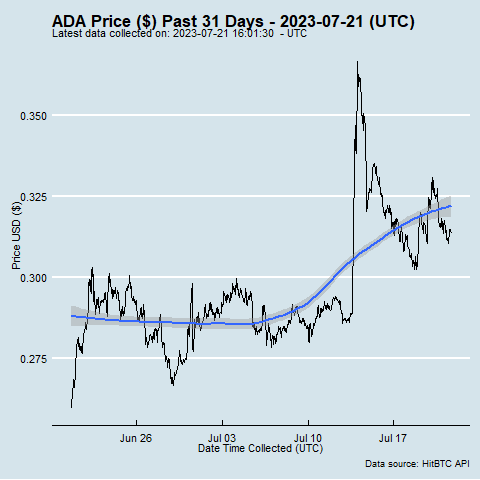 ADA Price ($) Past 31 Days - 2023-07-21 (UTC)
Latest data collected on: 2023-07-21 16:01:30  - UTC
Price USD ($)
0.350
0.325
0.300
0.275
Jun 26
Jul 03
Jul 10
Jul 17
Date Time Collected (UTC)
Data source: HitBTC API